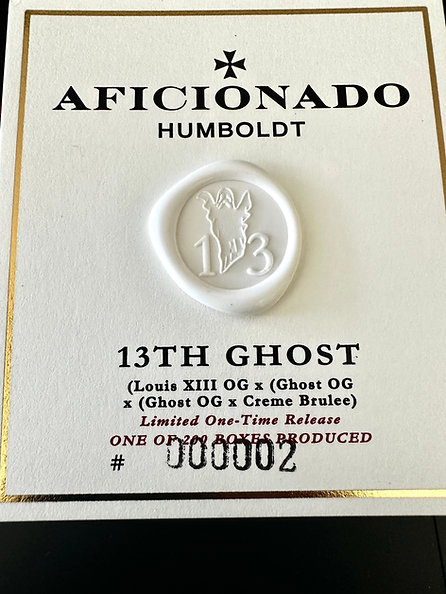 AFICIONADO
HUMBOLDT
13
13TH GHOST
(Louis XIII OG x (Ghost OG
x (Ghost OG x Creme Brulee)
Limited One-Time Release
ONE OF 200 BOXES PRODUCED
# 000002